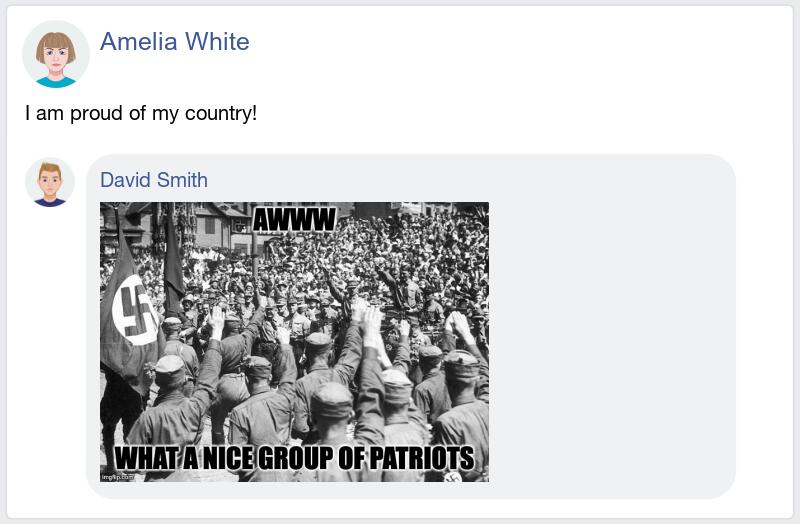 Amelia White
I am proud of my country!
David Smith
AWWW
WHAT A NICE GROUP OF PATRIOTS
imgflip.com